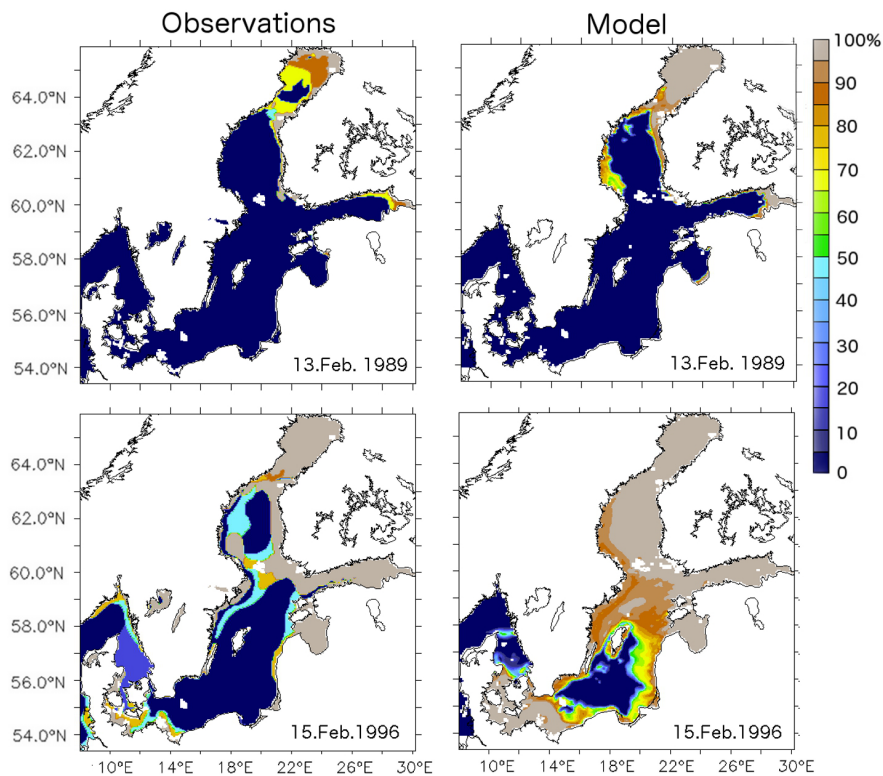 Observations
Model
64.0°N
62.0°N
60.0°N
58.0°N
56.0°N
54.0°N
13.Feb. 1989
13.Feb. 1989
100%
90
80
70
60
50
40
30
20
10
0
64.0°N
62.0°N
60.0°N
58.0°N
56.0°N
54.0°N
15.Feb.1996
15.Feb.1996
10°E 14°E 18°E 22°E 26°E 30°E
10°E 14°E 18°E 22°E 26°E 30°E